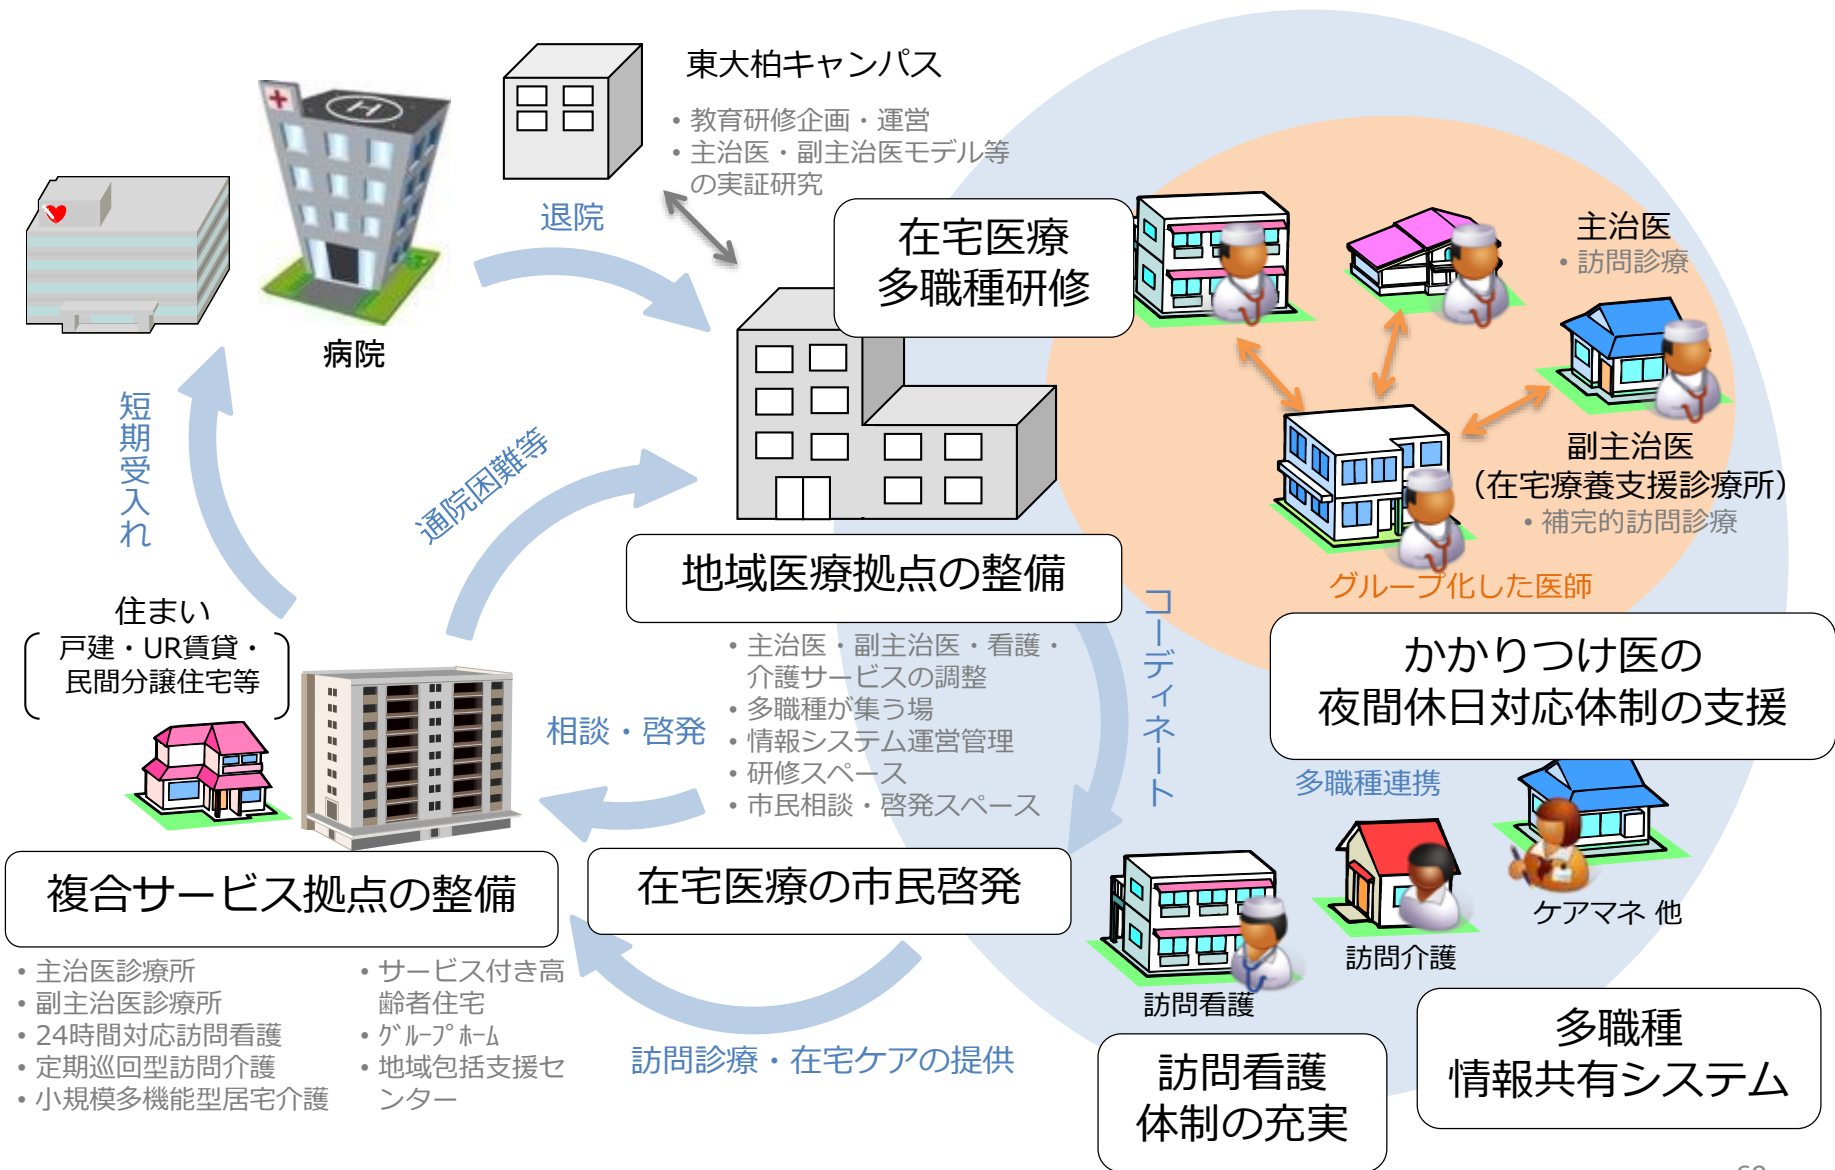 東大柏キャンパス
• 教育研修企画・運営
• 主治医・副主治医モデル等
の実証研究
退院
病院
在宅医療
多職種研修
主治医
• 訪問診療
副主治医
（在宅療養支援診療所）
• 補完的訪問診療
グループ化した医師
短期受入れ
通院困難等
地域医療拠点の整備
• 主治医・副主治医・看護・
介護サービスの調整
• 多職種が集う場
• 情報システム運営管理
• 研修スペース
• 市民相談・啓発スペース
コーディネート
かかりつけ医の
夜間休日対応体制の支援
住まい
戸建・UR賃貸・
民間分譲住宅等
相談・啓発
多職種連携
複合サービス拠点の整備
在宅医療の市民啓発
ケアマネ 他
訪問介護
訪問看護
• 主治医診療所
• 副主治医診療所
• 24時間対応訪問看護
• 定期巡回型訪問介護
• 小規模多機能型居宅介護
• サービス付き高
齢者住宅
• ｸﾞﾙｰﾌﾟﾎｰﾑ
• 地域包括支援セ
ンター
訪問診療・在宅ケアの提供
訪問看護
体制の充実
多職種
情報共有システム